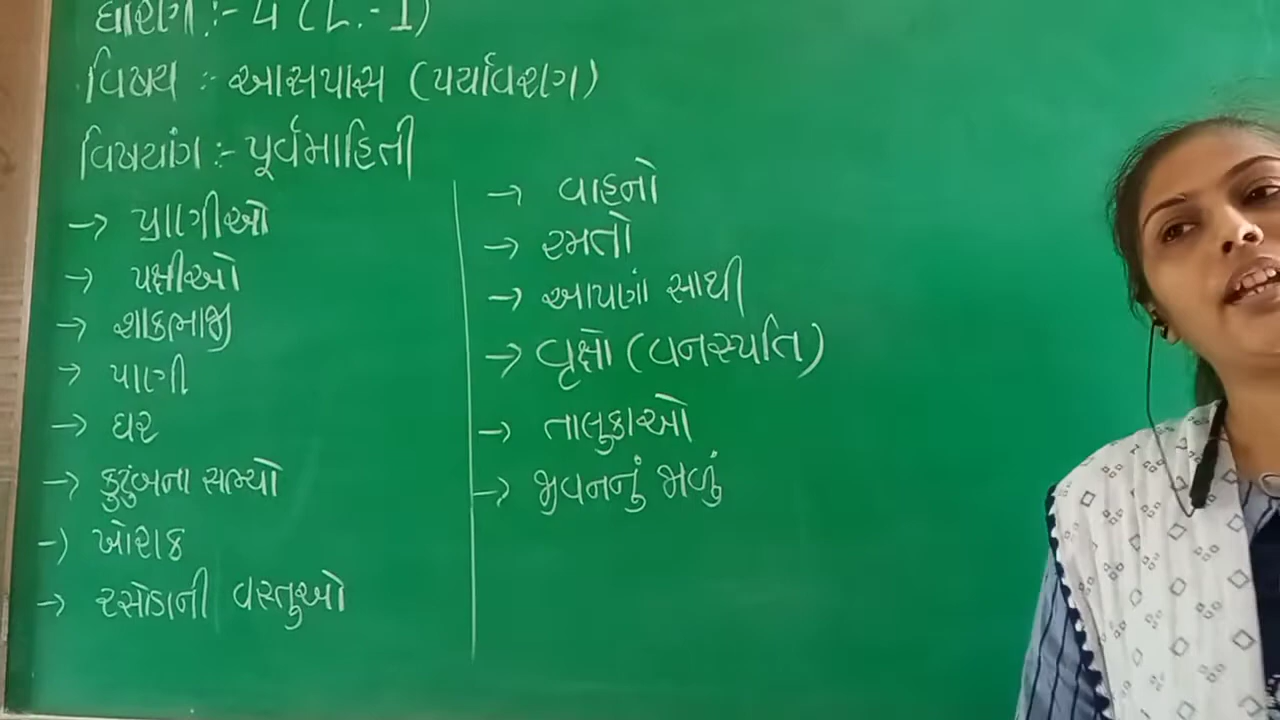 ધોરણ :- 4 (L. - 1)
વિષય :- આસપાસ (પર્યાવરણ)
વિષયાંગ :- પૂર્વમાહિતી
→ પ્રાણીઓ
→ પક્ષીઓ
→ શાકભાજી
→ પાણી
→ ઘર
→ કુટુંબના સભ્યો
→ ખોરાક
→ રસોડાની વસ્તુઓ
→ વાહનો
→ રમતો
→ આપણાં સાથી
→ વૃક્ષો (વનસ્પતિ)
→ તાલુકાઓ
→ જીવનનું જાળું